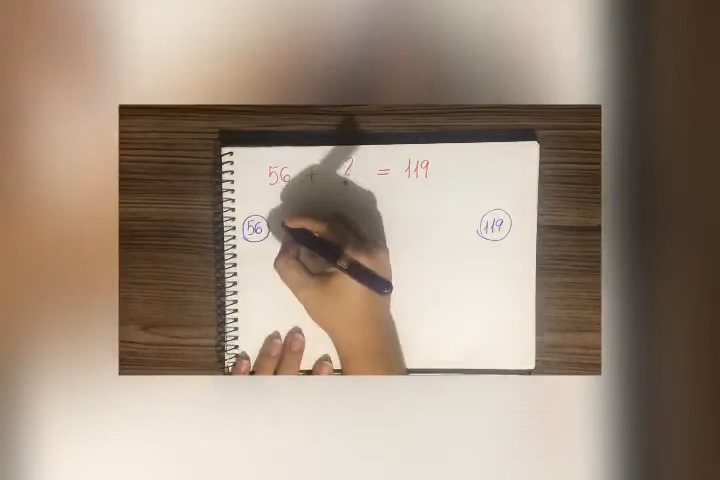 56 + ? = 119
56 119